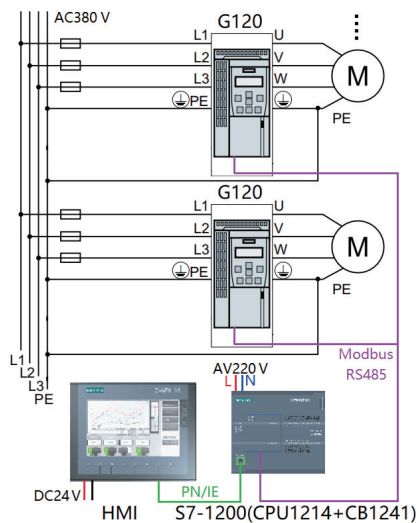 AC380 V
G120
L1
U
L2
V
L3
W
PE
M
PE
G120
L1
U
L2
V
L3
W
PE
M
PE
L1
L2
L3
PE
Modbus
RS485
AV220 V
L N
SIEMENS
PN/IE
DC24 V
HMI
S7-1200(CPU1214+CB1241)